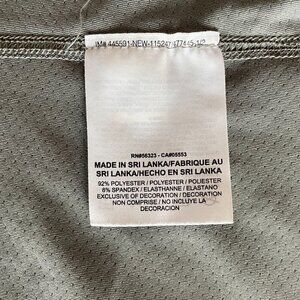 RN#56323 - CA#05553
MADE IN SRI LANKA/FABRIQUE AU
SRI LANKA/HECHO EN SRI LANKA
92% POLYESTER / POLYESTER / POLIESTER
8% SPANDEX / ELASTHANNE / ELASTANO
EXCLUSIVE OF DECORATION / DECORATION
NON COMPRISE / NO INCLUYE LA
DECORACION